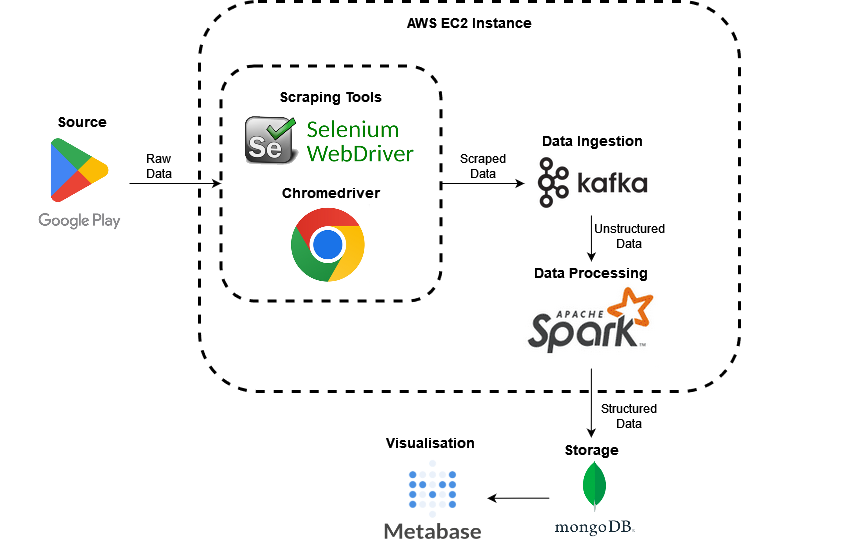 AWS EC2 Instance
Source
Google Play
Raw
Data
Scraping Tools
Se
Selenium
WebDriver
Chromedriver
Scraped
Data
Data Ingestion
kafka
Unstructured
Data
Data Processing
APACHE
Spark™
Structured
Data
Storage
mongoDB.
Visualisation
Metabase